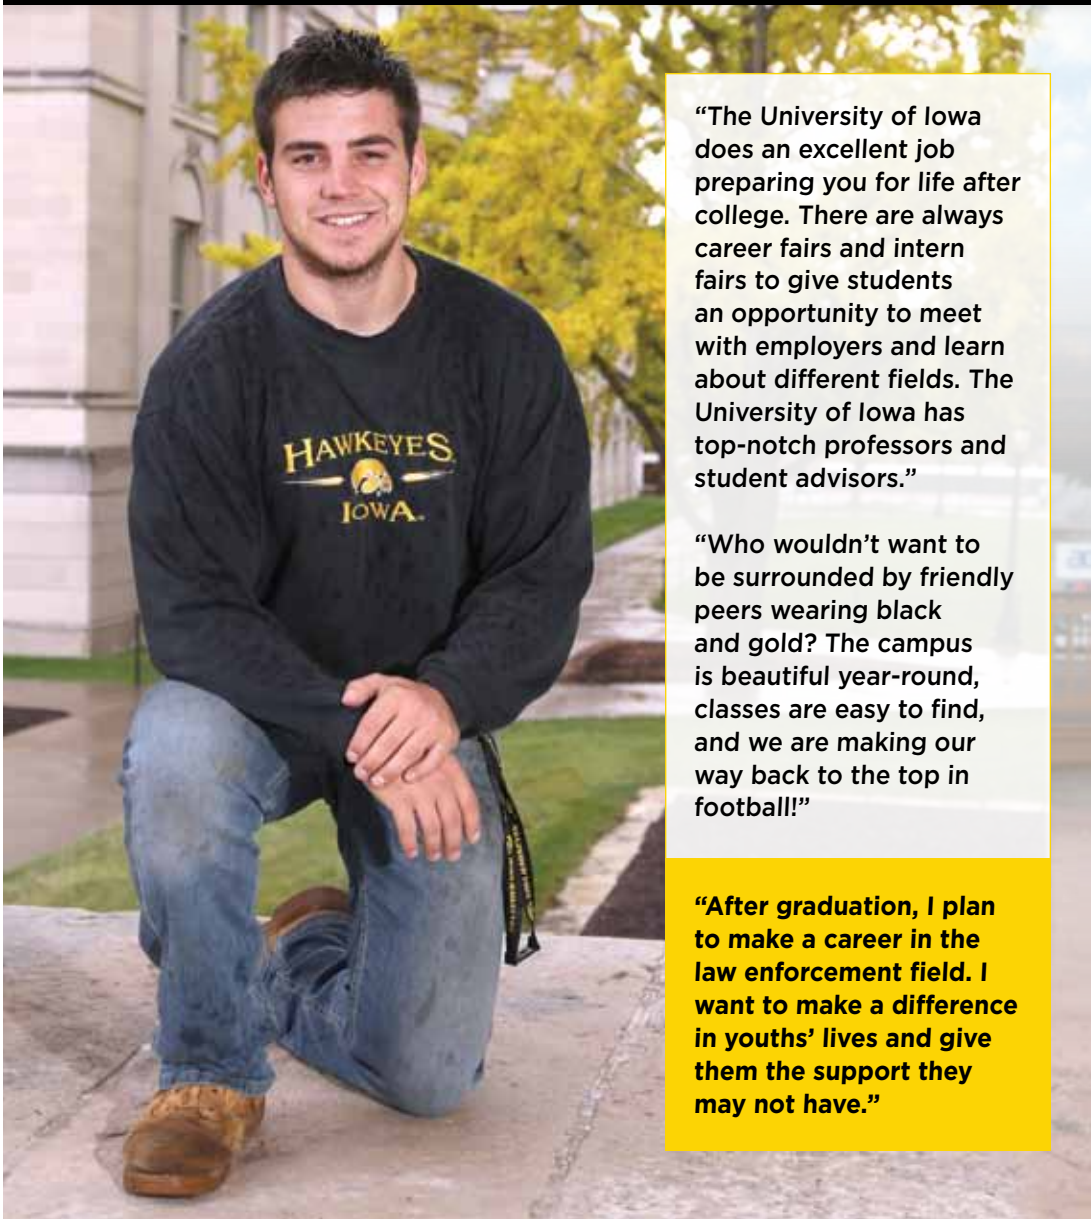 HAWKEYES
IOWA
“The University of Iowa
does an excellent job
preparing you for life after
college. There are always
career fairs and intern
fairs to give students
an opportunity to meet
with employers and learn
about different fields. The
University of Iowa has
top-notch professors and
student advisors.”
“Who wouldn’t want to
be surrounded by friendly
peers wearing black
and gold? The campus
is beautiful year-round,
classes are easy to find,
and we are making our
way back to the top in
football!”
“After graduation, I plan
to make a career in the
law enforcement field. I
want to make a difference
in youths’ lives and give
them the support they
may not have.”